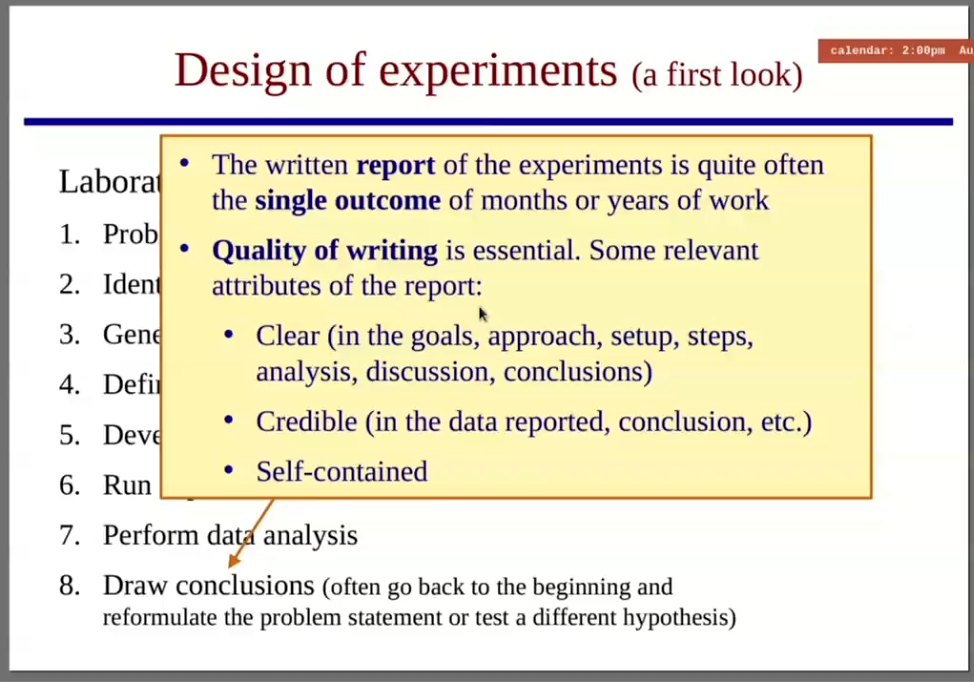 calendar: 2:00pm Au
Design of experiments (a first look)
• The written report of the experiments is quite often
the single outcome of months or years of work
• Quality of writing is essential. Some relevant
attributes of the report:
• Clear (in the goals, approach, setup, steps,
analysis, discussion, conclusions)
• Credible (in the data reported, conclusion, etc.)
• Self-contained
Laborat
1. Prob
2. Ident
3. Gene
4. Defin
5. Deve
6. Run
7. Perform data analysis
8. Draw conclusions (often go back to the beginning and
reformulate the problem statement or test a different hypothesis)